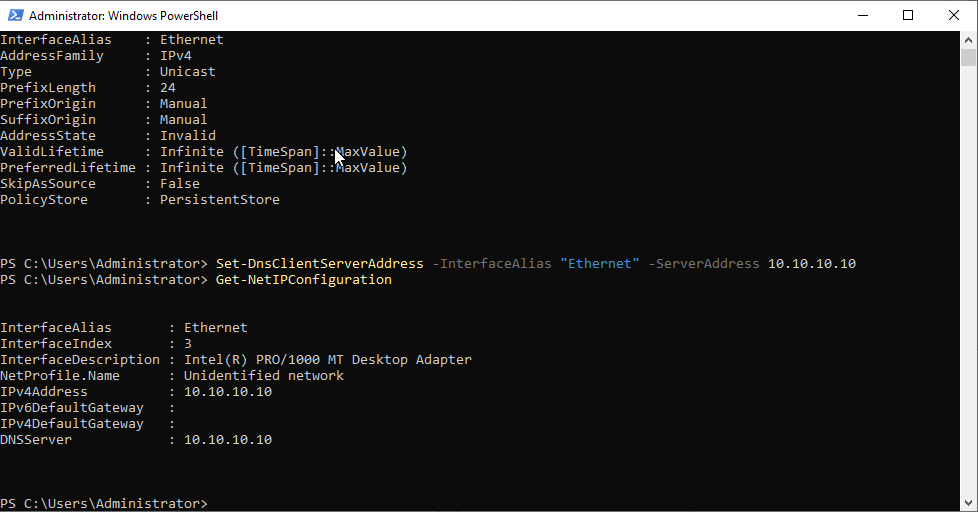 Administrator: Windows PowerShell
InterfaceAlias    : Ethernet
AddressFamily     : IPv4
Type              : Unicast
PrefixLength      : 24
PrefixOrigin      : Manual
SuffixOrigin      : Manual
AddressState      : Invalid
ValidLifetime     : Infinite ([TimeSpan]::MaxValue)
PreferredLifetime : Infinite ([TimeSpan]::MaxValue)
SkipAsSource      : False
PolicyStore       : PersistentStore
PS C:\Users\Administrator> Set-DnsClientServerAddress -InterfaceAlias "Ethernet" -ServerAddress 10.10.10.10
PS C:\Users\Administrator> Get-NetIPConfiguration
InterfaceAlias       : Ethernet
InterfaceIndex       : 3
InterfaceDescription : Intel(R) PRO/1000 MT Desktop Adapter
NetProfile.Name      : Unidentified network
IPv4Address          : 10.10.10.10
IPv6DefaultGateway   :
IPv4DefaultGateway   :
DNSServer            : 10.10.10.10
PS C:\Users\Administrator>